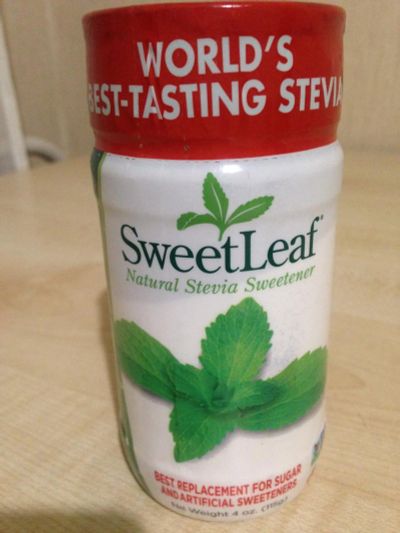 WORLD'S
BEST-TASTING STEVIA
SweetLeaf®
Natural Stevia Sweetener
BEST REPLACEMENT FOR SUGAR
AND ARTIFICIAL SWEETENERS
Net Weight 4 oz. (115g)